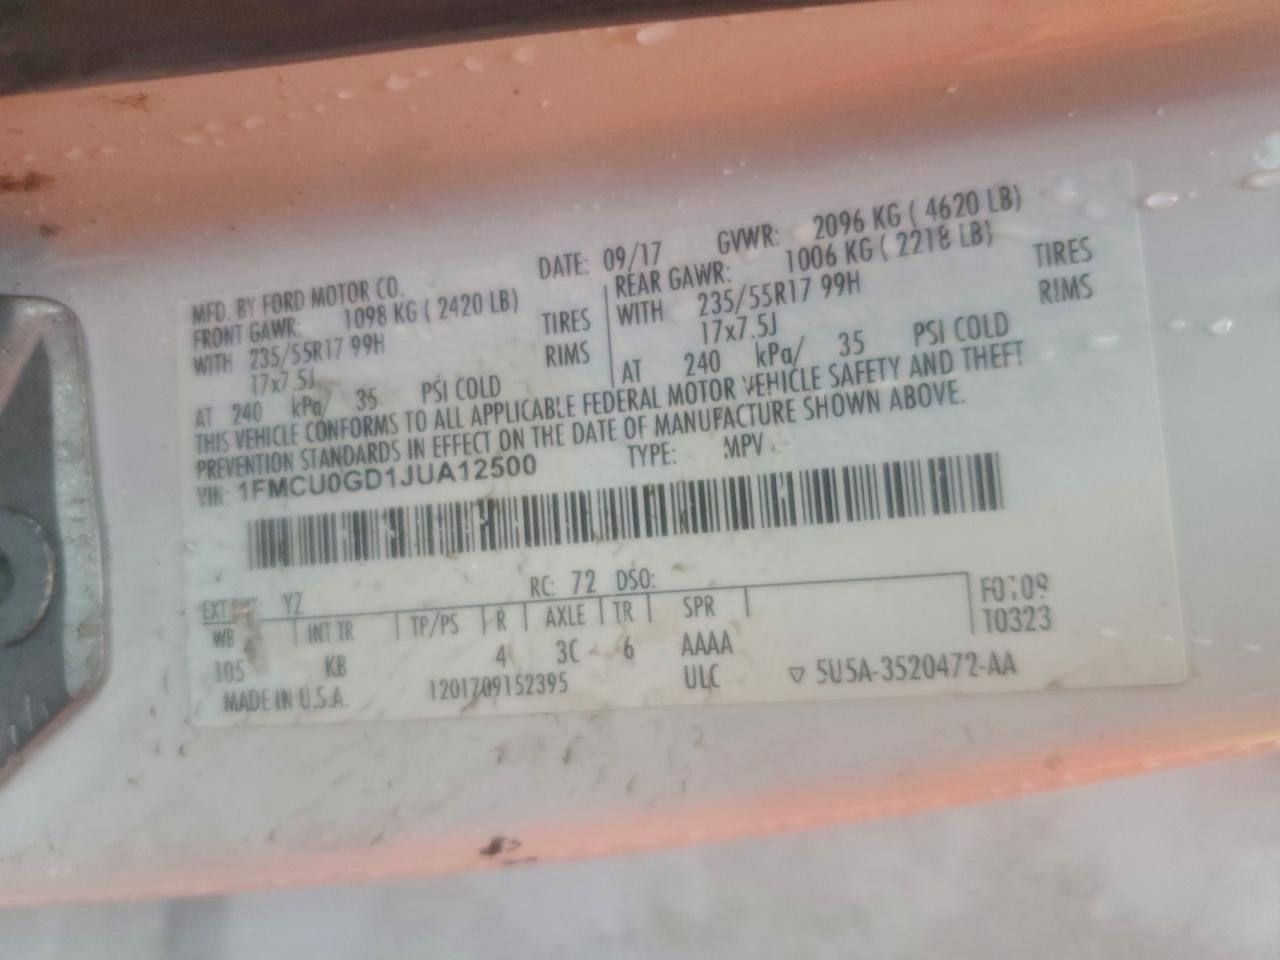 MFD. BY FORD MOTOR CO. DATE: 09/17 GVWR: 2096 KG ( 4620 LB)
FRONT GAWR: 1098 KG ( 2420 LB) REAR GAWR: 1006 KG ( 2218 LB)
WITH 235/55R17 99H TIRES WITH 235/55R17 99H TIRES
17x7.5J RIMS 17x7.5J RIMS
AT 240 kPa/ 35 PSI COLD AT 240 kPa/ 35 PSI COLD
THIS VEHICLE CONFORMS TO ALL APPLICABLE FEDERAL MOTOR VEHICLE SAFETY AND THEFT
PREVENTION STANDARDS IN EFFECT ON THE DATE OF MANUFACTURE SHOWN ABOVE.
VIN: 1FMCU0GD1JUA12500 TYPE: MPV
EXT PNT: YZ RC: 72 DSO:
WB INT TR TP/PS R AXLE TR SPR
105 KB 4 3C 6 AAAA
T0323
MADE IN U.S.A. 1201709152395 ULC ▽ 5U5A-3520472-AA